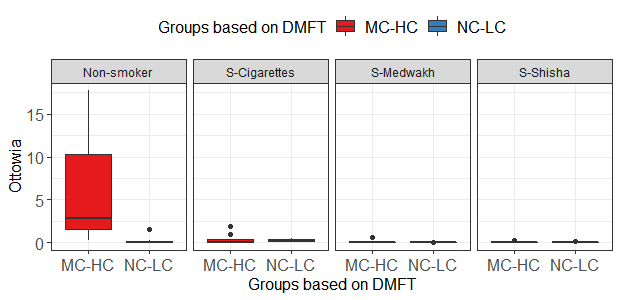 Groups based on DMFT MC-HC NC-LC
Non-smoker S-Cigarettes S-Medwakh S-Shisha
Ottowia
15
10
5
0
MC-HC NC-LC MC-HC NC-LC MC-HC NC-LC MC-HC NC-LC
Groups based on DMFT